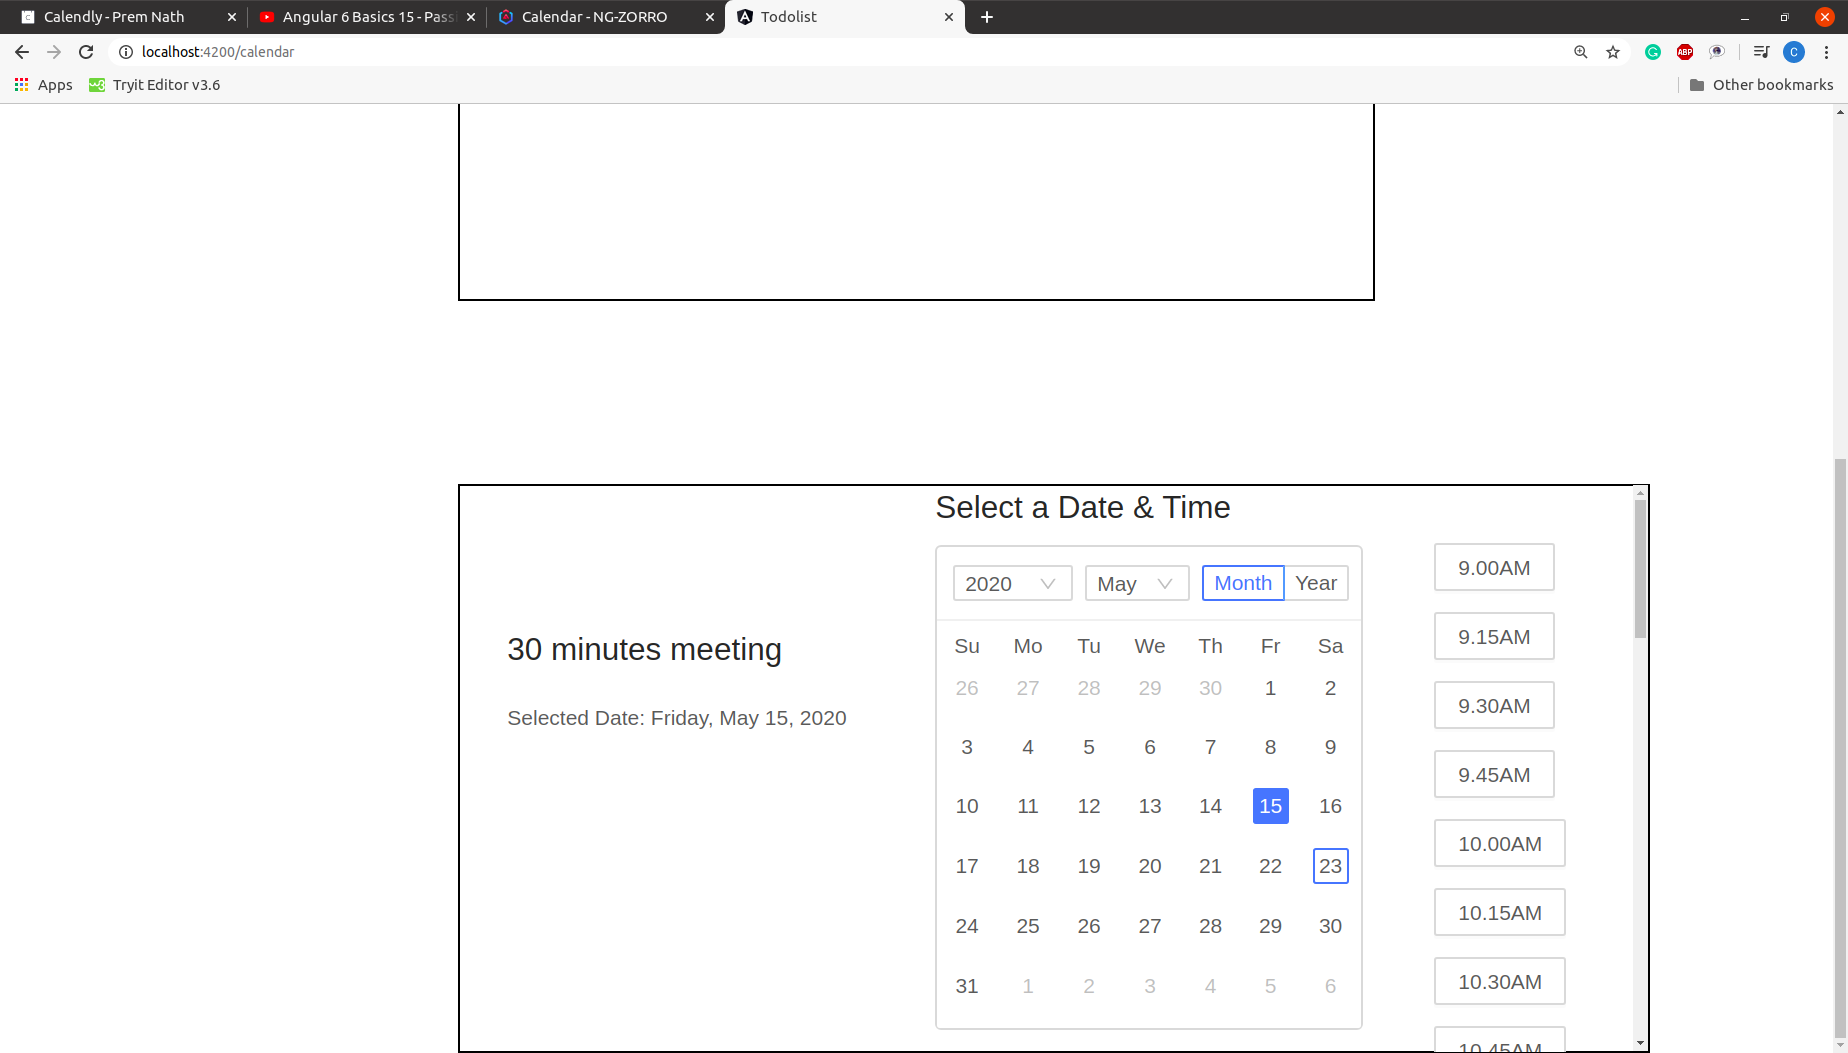 Calendly - Prem Nath
Angular 6 Basics 15 - Pass
Calendar - NG-ZORRO
Todolist
localhost:4200/calendar
ABP
C
Apps
Tryit Editor v3.6
Other bookmarks
Select a Date & Time
30 minutes meeting
Selected Date: Friday, May 15, 2020
2020 May Month Year
Su Mo Tu We Th Fr Sa
26 27 28 29 30 1 2
3 4 5 6 7 8 9
10 11 12 13 14 15 16
17 18 19 20 21 22 23
24 25 26 27 28 29 30
31 1 2 3 4 5 6
9.00AM
9.15AM
9.30AM
9.45AM
10.00AM
10.15AM
10.30AM
10.45AM